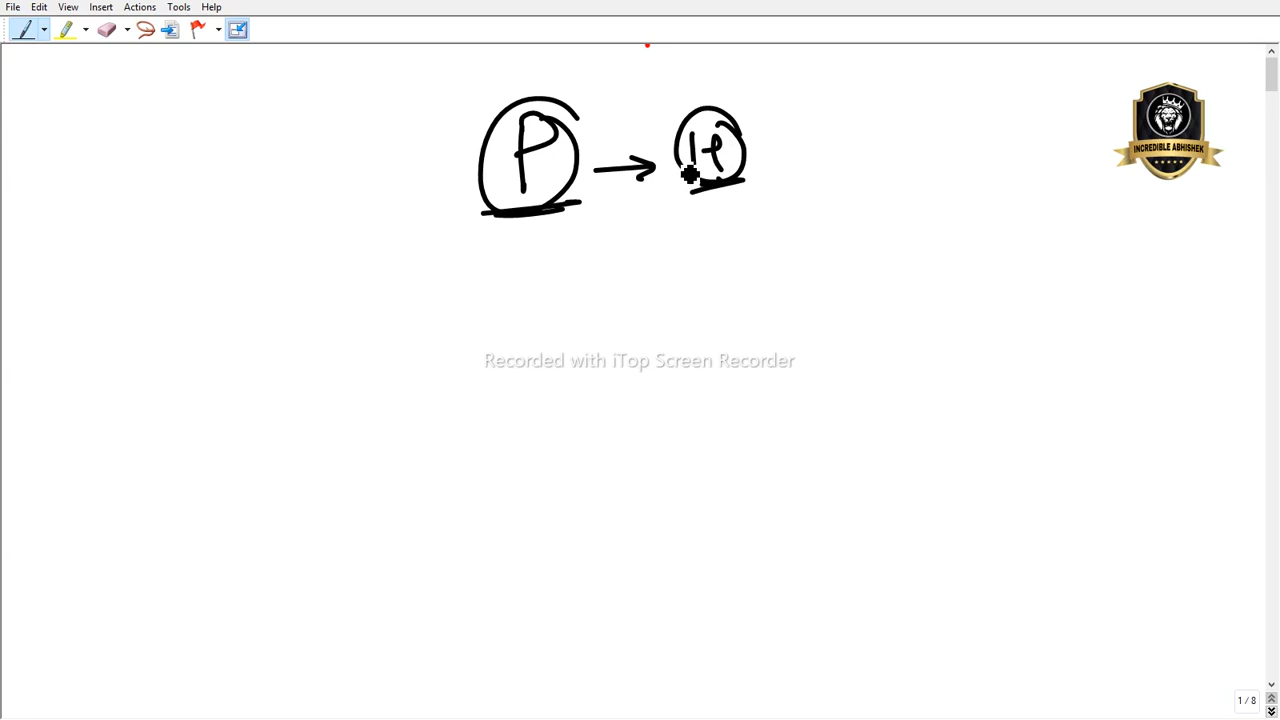 File Edit View Insert Actions Tools Help
P →
INCREDIBLE ABHISHEK
Recorded with iTop Screen Recorder
1 / 8